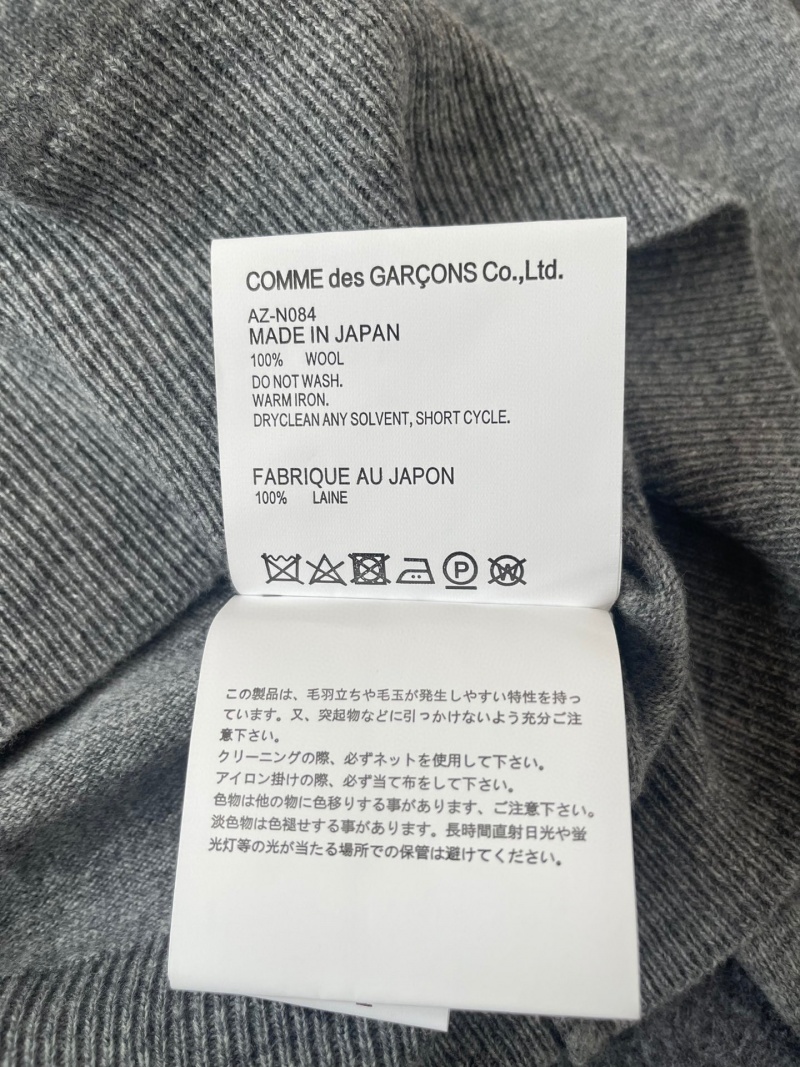 COMME des GARÇONS Co.,Ltd.
AZ-N084
MADE IN JAPAN
100% WOOL
DO NOT WASH.
WARM IRON.
DRYCLEAN ANY SOLVENT, SHORT CYCLE.
FABRIQUE AU JAPON
100% LAINE
P
W
この製品は、毛羽立ちや毛玉が発生しやすい特性を持っ
ています。又、突起物などに引っかけないよう充分ご注
意下さい。
クリーニングの際、必ずネットを使用して下さい。
アイロン掛けの際、必ず当て布をして下さい。
色物は他の物に色移りする事があります、ご注意下さい。
淡色物は色褪せする事があります。長時間直射日光や蛍
光灯等の光が当たる場所での保管は避けてください。